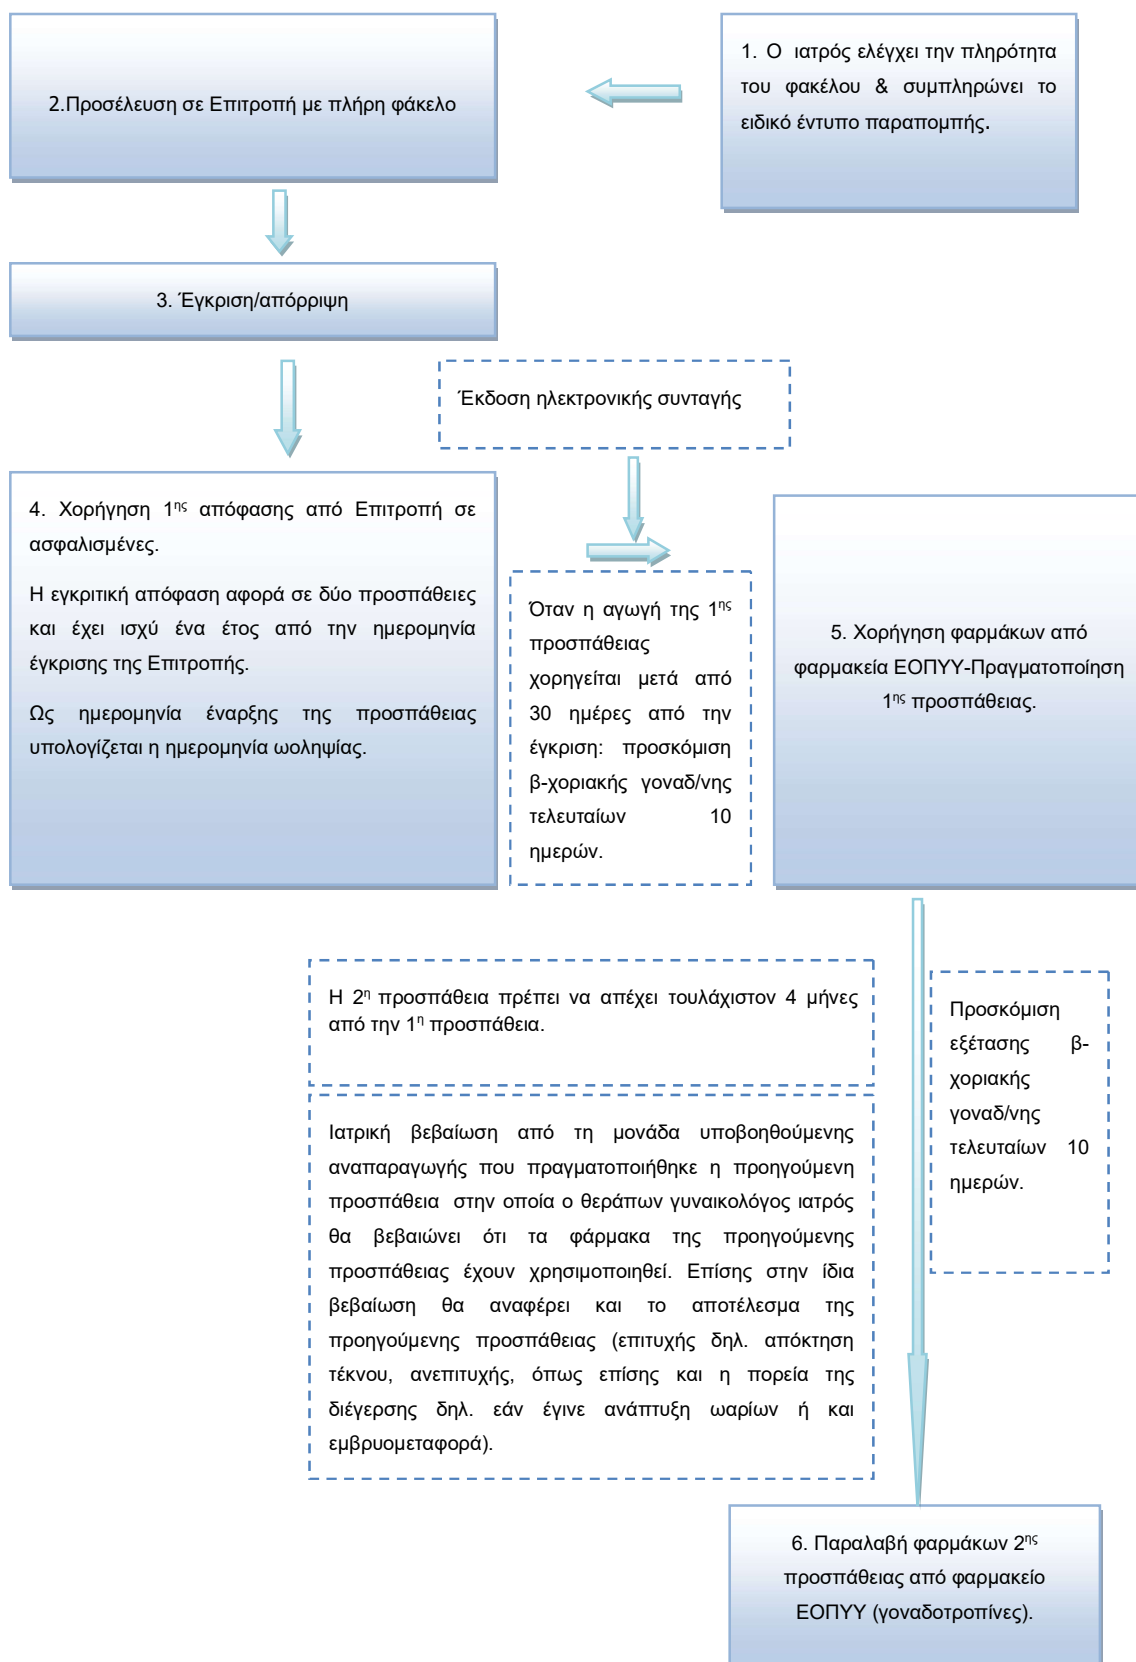 1. Ο ιατρός ελέγχει την πληρότητα
του φακέλου & συμπληρώνει το
ειδικό έντυπο παραπομπής.
2.Προσέλευση σε Επιτροπή με πλήρη φάκελο
3. Έγκριση/απόρριψη
Έκδοση ηλεκτρονικής συνταγής
4. Χορήγηση 1ης απόφασης από Επιτροπή σε
ασφαλισμένες.
Η εγκριτική απόφαση αφορά σε δύο προσπάθειες
και έχει ισχύ ένα έτος από την ημερομηνία
έγκρισης της Επιτροπής.
Ως ημερομηνία έναρξης της προσπάθειας
υπολογίζεται η ημερομηνία ωοληψίας.
Όταν η αγωγή της 1ης
προσπάθειας
χορηγείται μετά από
30 ημέρες από την
έγκριση: προσκόμιση
β-χοριακής γοναδ/νης
τελευταίων 10
ημερών.
5. Χορήγηση φαρμάκων από
φαρμακεία ΕΟΠΥΥ-Πραγματοποίηση
1ης προσπάθειας.
Η 2η προσπάθεια πρέπει να απέχει τουλάχιστον 4 μήνες
από την 1η προσπάθεια.
Προσκόμιση
εξέτασης β-
χοριακής
γοναδ/νης
τελευταίων 10
ημερών.
Ιατρική βεβαίωση από τη μονάδα υποβοηθούμενης
αναπαραγωγής που πραγματοποιήθηκε η προηγούμενη
προσπάθεια στην οποία ο θεράπων γυναικολόγος ιατρός
θα βεβαιώνει ότι τα φάρμακα της προηγούμενης
προσπάθειας έχουν χρησιμοποιηθεί. Επίσης στην ίδια
βεβαίωση θα αναφέρει και το αποτέλεσμα της
προηγούμενης προσπάθειας (επιτυχής δηλ. απόκτηση
τέκνου, ανεπιτυχής, όπως επίσης και η πορεία της
διέγερσης δηλ. εάν έγινε ανάπτυξη ωαρίων ή και
εμβρυομεταφορά).
6. Παραλαβή φαρμάκων 2ης
προσπάθειας από φαρμακείο
ΕΟΠΥΥ (γοναδοτροπίνες).